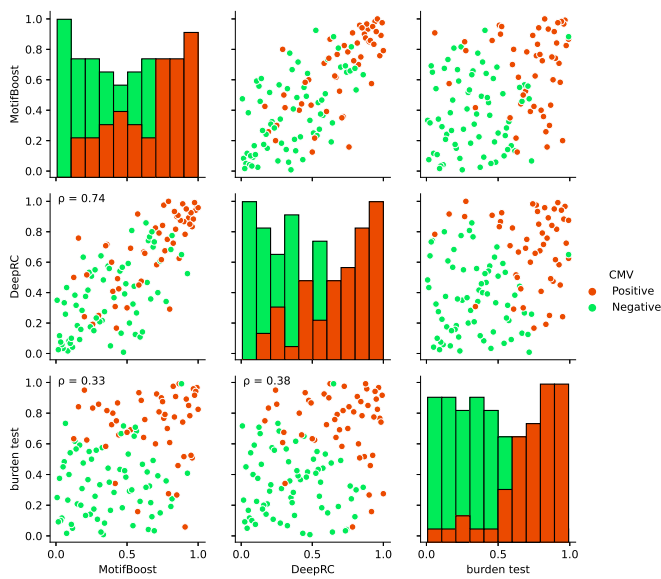 MotifBoost
1.0
0.8
0.6
0.4
0.2
0.0
ρ = 0.74
DeepRC
1.0
0.8
0.6
0.4
0.2
0.0
CMV
Positive
Negative
ρ = 0.33
ρ = 0.38
burden test
1.0
0.8
0.6
0.4
0.2
0.0
0.0 0.5 1.0
0.0 0.5 1.0
0.0 0.5 1.0
MotifBoost
DeepRC
burden test